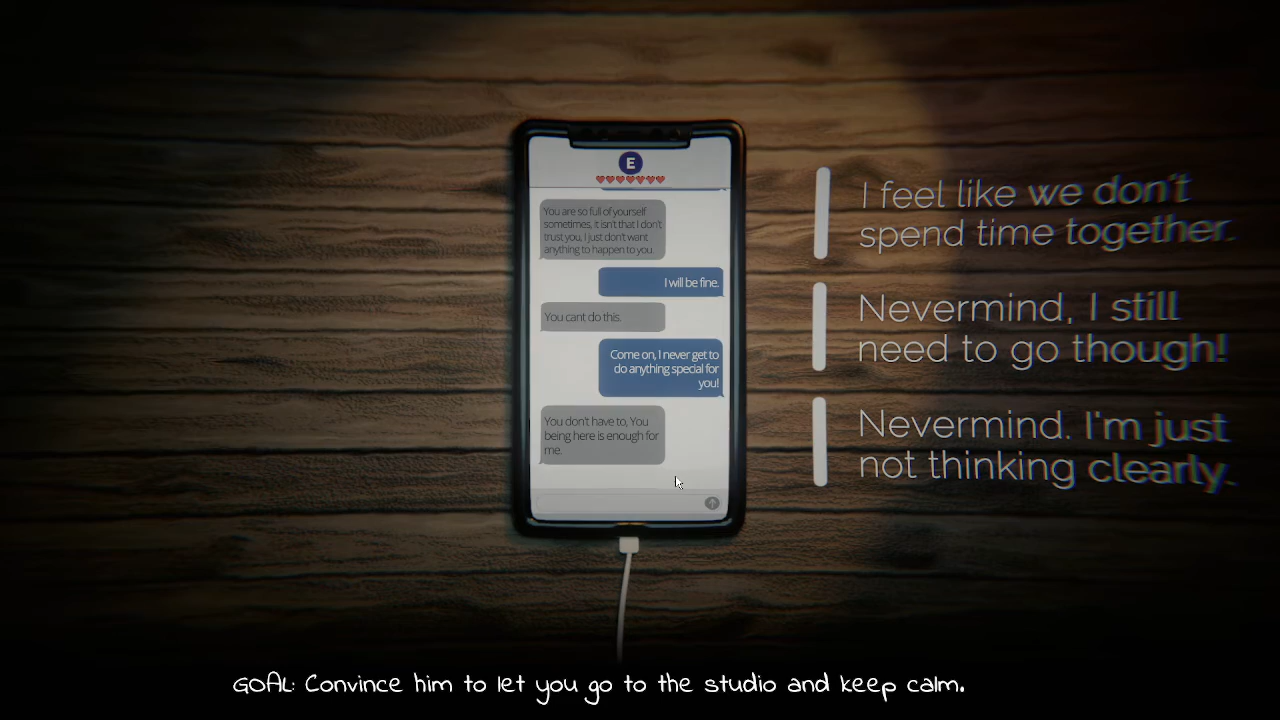 E
You are so full of yourself
sometimes, it isn't that I don't
trust you, I just don't want
anything to happen to you.
I will be fine.
You cant do this.
Come on, I never get to
do anything special for
you!
You don't have to, You
being here is enough for
me.
I feel like we don't
spend time together.
Nevermind, I still
need to go though!
Nevermind. I'm just
not thinking clearly.
GOAL: Convince him to let you go to the studio and keep calm.